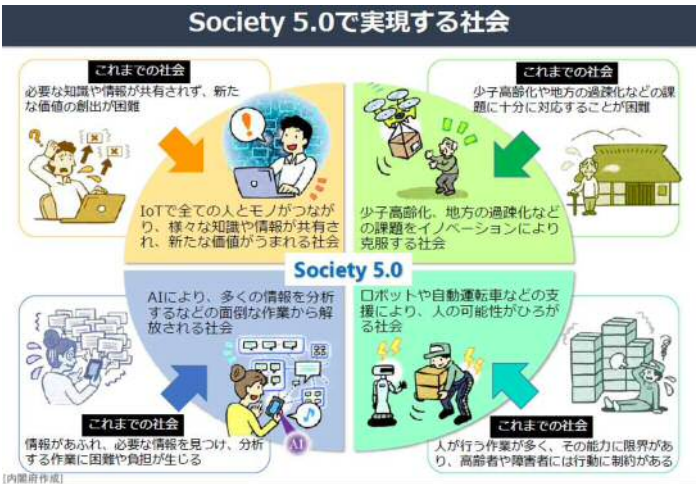 Society 5.0で実現する社会
これまでの社会
必要な知識や情報が共有されず、新た
な価値の創出が困難
IoTで全ての人とモノがつなが
り、様々な知識や情報が共有さ
れ、新たな価値がうまれる社会
これまでの社会
少子高齢化や地方の過疎化などの課
題に十分に対応することが困難
少子高齢化、地方の過疎化など
の課題をイノベーションにより
克服する社会
Society 5.0
AIにより、多くの情報を分析
するなどの面倒な作業から解
放される社会
AI
これまでの社会
情報があふれ、必要な情報を見つけ、分析
する作業に困難や負担が生じる
ロボットや自動運転車などの支
援により、人の可能性がひろが
る社会
これまでの社会
人が行う作業が多く、その能力に限界があ
り、高齢者や障害者には行動に制約がある
[内閣府作成]